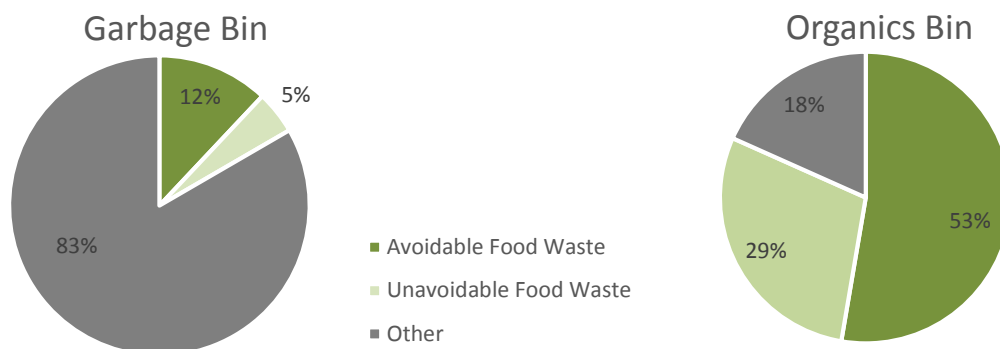 Garbage Bin
12%
5%
83%
Avoidable Food Waste
Unavoidable Food Waste
Other
Organics Bin
18%
53%
29%